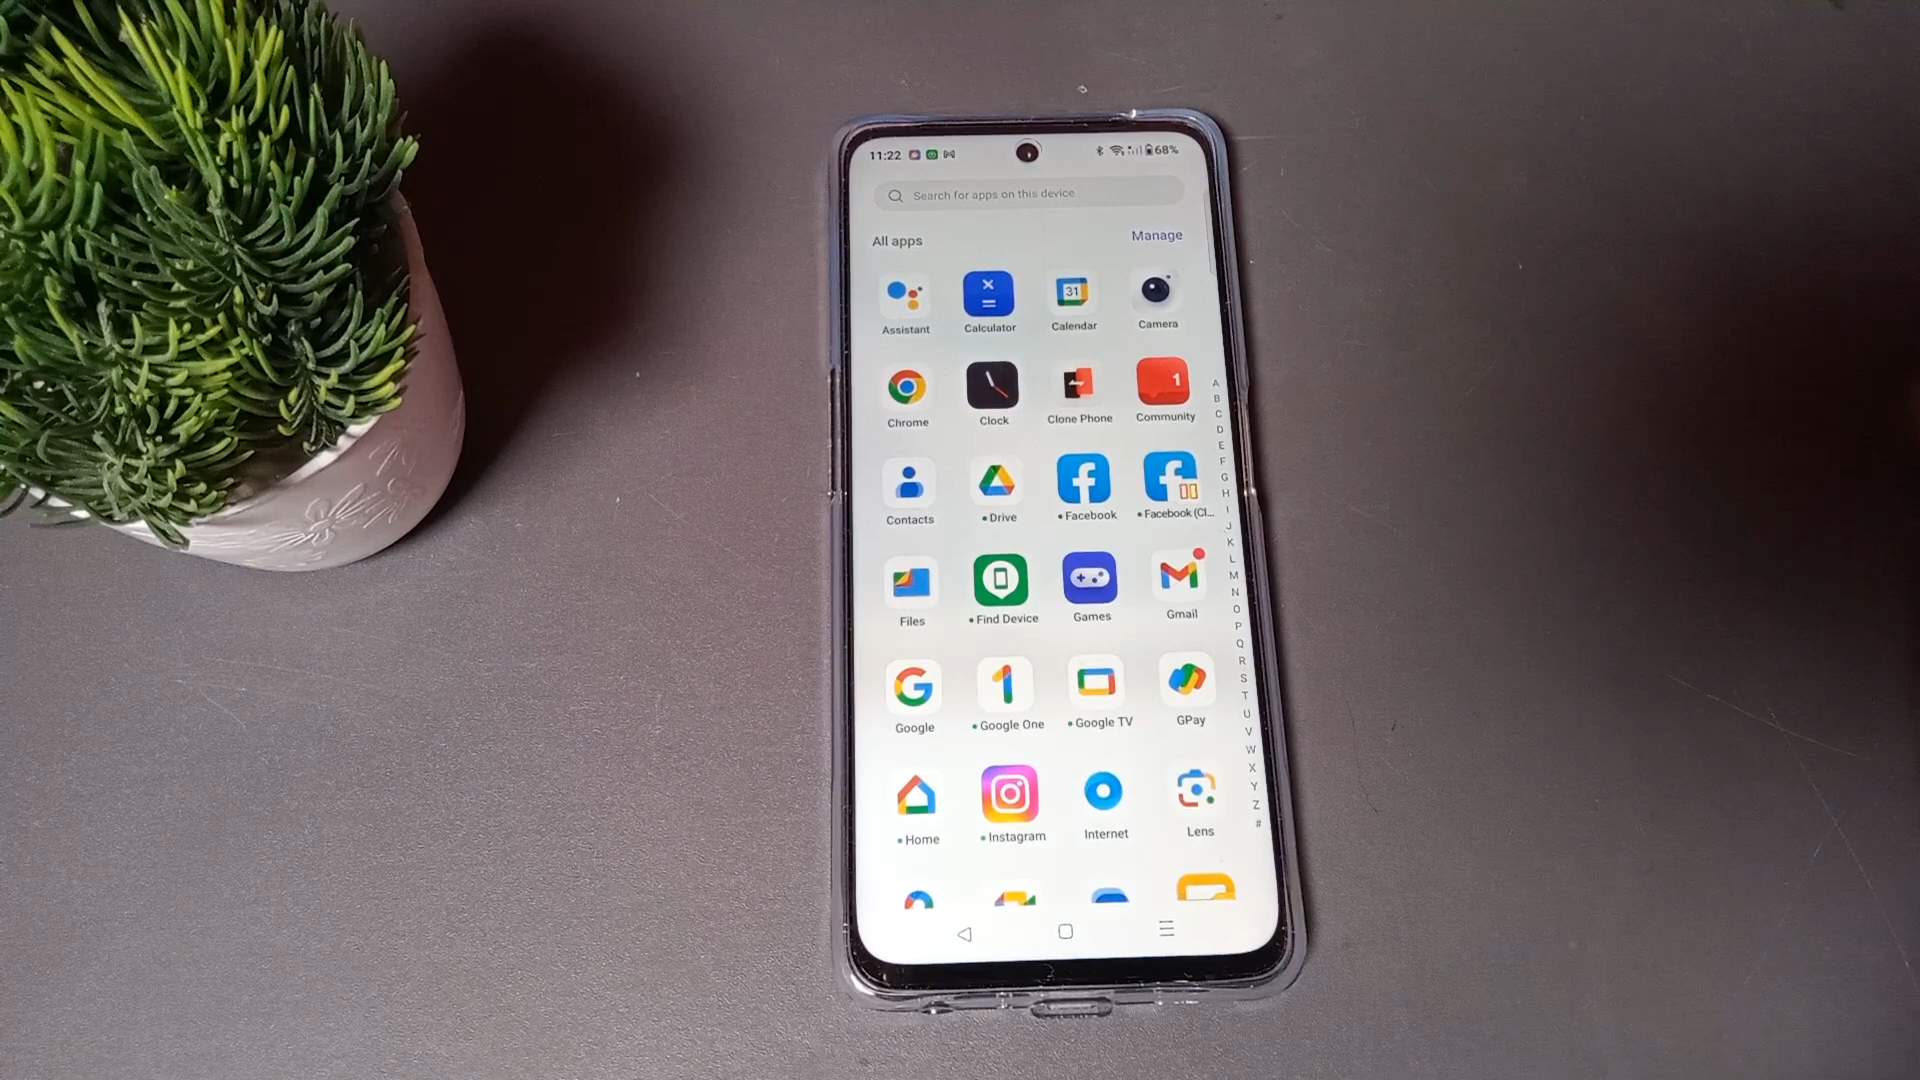 11:22 68%
Search for apps on this device
All apps Manage
31
Assistant Calculator Calendar Camera
1
Chrome Clock Clone Phone Community
Contacts Drive Facebook Facebook (Cl...
Files Find Device Games Gmail
Google Google One Google TV GPay
Home Instagram Internet Lens
A
B
C
D
E
F
G
H
I
J
K
L
M
N
O
P
Q
R
S
T
U
V
W
X
Y
Z
#